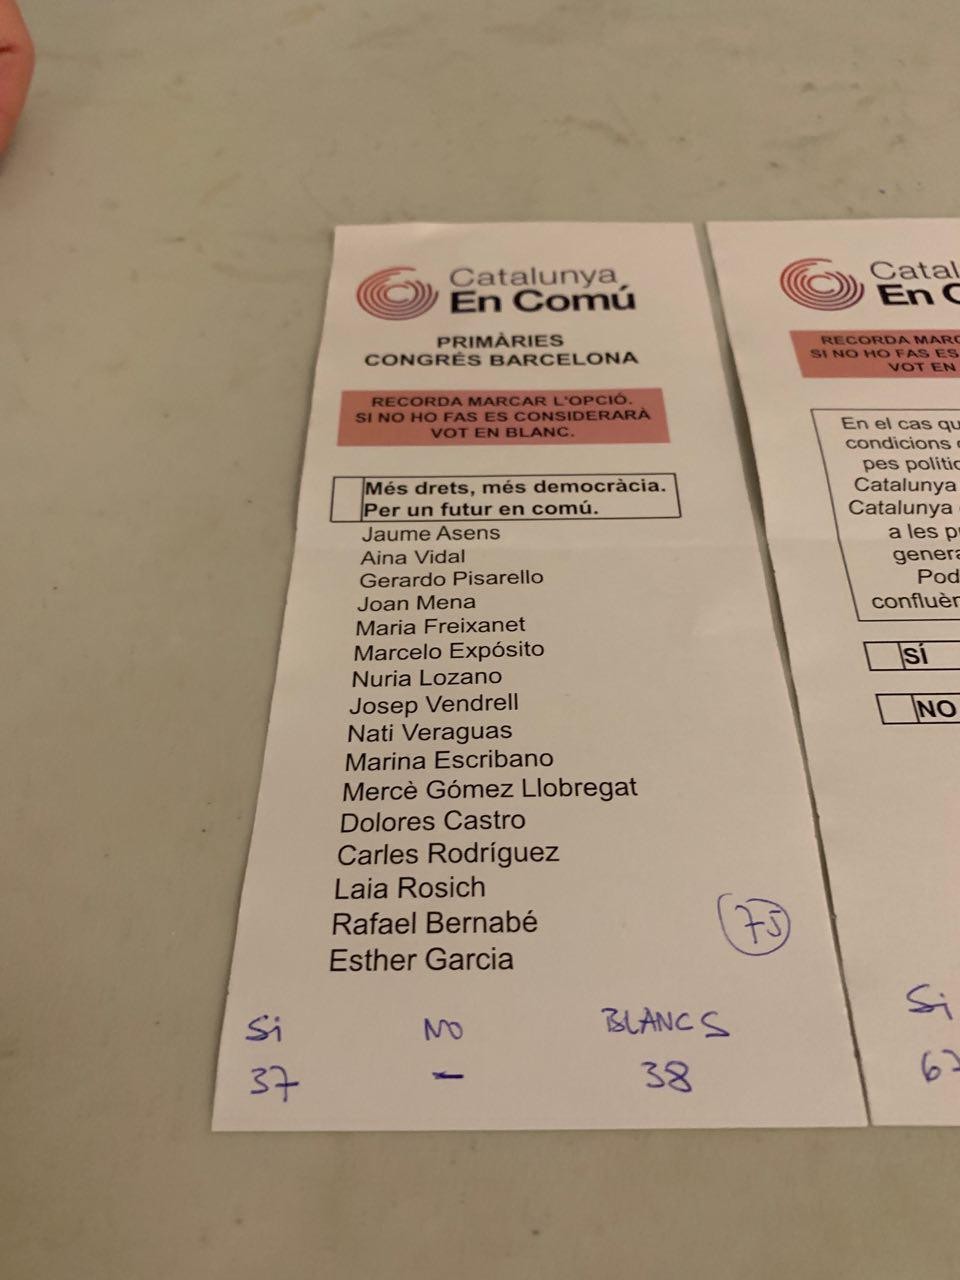 Catalunya
En Comú
PRIMÀRIES
CONGRÉS BARCELONA
RECORDA MARCAR L'OPCIÓ.
SI NO HO FAS ES CONSIDERARÀ
VOT EN BLANC.
Més drets, més democràcia.
Per un futur en comú.
Jaume Asens
Aina Vidal
Gerardo Pisarello
Joan Mena
Maria Freixanet
Marcelo Expósito
Nuria Lozano
Josep Vendrell
Nati Veraguas
Marina Escribano
Mercè Gómez Llobregat
Dolores Castro
Carles Rodríguez
Laia Rosich
Rafael Bernabé
Esther Garcia
75
Si NO BLANCS
37 - 38
Catal
En C
RECORDA MARC
SI NO HO FAS ES
VOT EN
En el cas qu
condicions
pes polític
Catalunya
Catalunya
a les p
genera
Pod
confluèn
SÍ
NO
Si
67